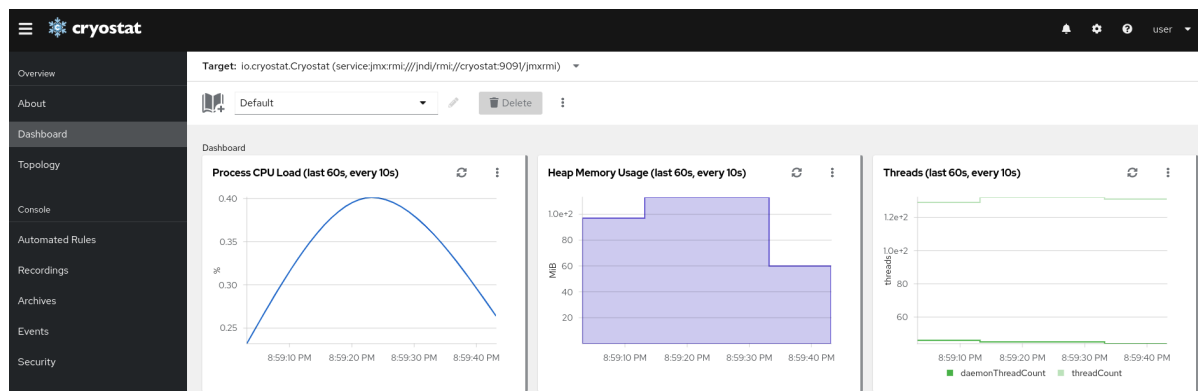 cryostat
user
Overview
About
Dashboard
Topology
Console
Automated Rules
Recordings
Archives
Events
Security
Target: io.cryostat.Cryostat (service:jmx:rmi:///jndi/rmi://cryostat:9091/jmxrmi)
Default
Delete
Dashboard
Process CPU Load (last 60s, every 10s)
0.40
0.35
0.30
0.25
%
8:59:10 PM 8:59:20 PM 8:59:30 PM 8:59:40 PM
Heap Memory Usage (last 60s, every 10s)
1.0e+2
80
60
40
20
MiB
8:59:10 PM 8:59:20 PM 8:59:30 PM 8:59:40 PM
Threads (last 60s, every 10s)
1.2e+2
1.0e+2
80
60
threads
8:59:10 PM 8:59:20 PM 8:59:30 PM 8:59:40 PM
daemonThreadCount threadCount